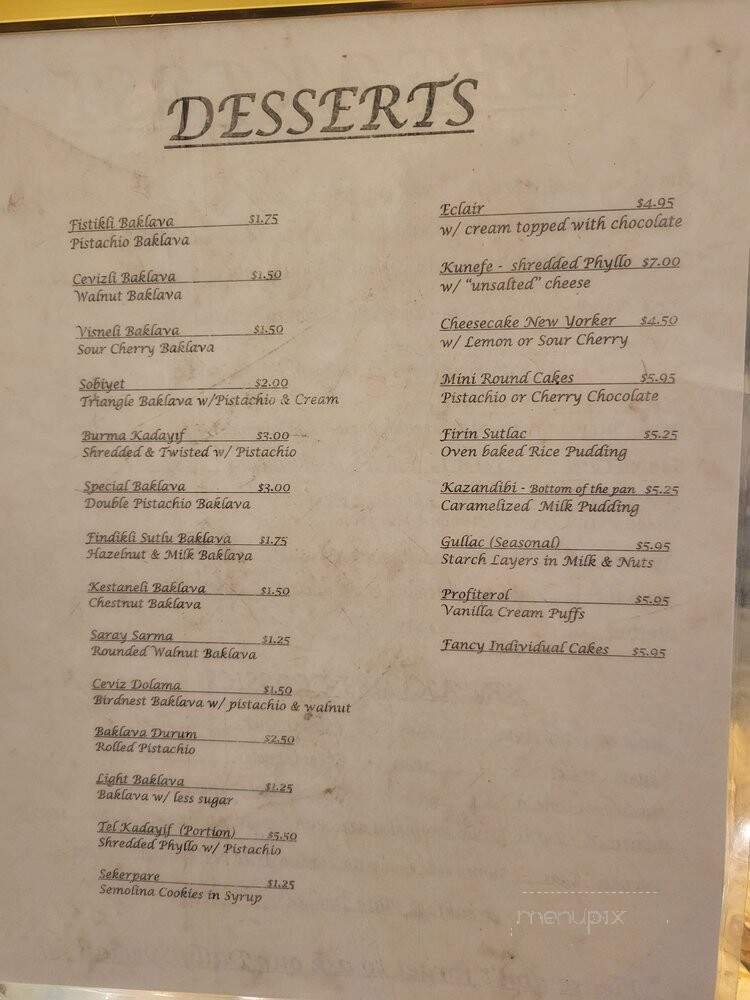 DESSERTS
Fistikli Baklava $1.75
Pistachio Baklava
Cevizli Baklava $1.50
Walnut Baklava
Visneli Baklava $1.50
Sour Cherry Baklava
Sobiyet $2.00
Triangle Baklava w/Pistachio & Cream
Burma Kadayif $3.00
Shredded & Twisted w/ Pistachio
Special Baklava $3.00
Double Pistachio Baklava
Findikli Sutlu Baklava $1.75
Hazelnut & Milk Baklava
Kestaneli Baklava $1.50
Chestnut Baklava
Saray Sarma $1.25
Rounded Walnut Baklava
Ceviz Dolama $1.50
Birdnest Baklava w/ pistachio & walnut
Baklava Durum $2.50
Rolled Pistachio
Light Baklava $1.25
Baklava w/ less sugar
Tel Kadayif (Portion) $5.50
Shredded Phyllo w/ Pistachio
Sekerpare $1.25
Semolina Cookies in Syrup
Eclair $4.95
w/ cream topped with chocolate
Kunefe - shredded Phyllo $7.00
w/ "unsalted" cheese
Cheesecake New Yorker $4.50
w/ Lemon or Sour Cherry
Mini Round Cakes $5.95
Pistachio or Cherry Chocolate
Firin Sutlac $5.25
Oven baked Rice Pudding
Kazandibi - Bottom of the pan $5.25
Caramelized Milk Pudding
Gullac (Seasonal) $5.95
Starch Layers in Milk & Nuts
Profiterol $5.95
Vanilla Cream Puffs
Fancy Individual Cakes $5.95
menupix